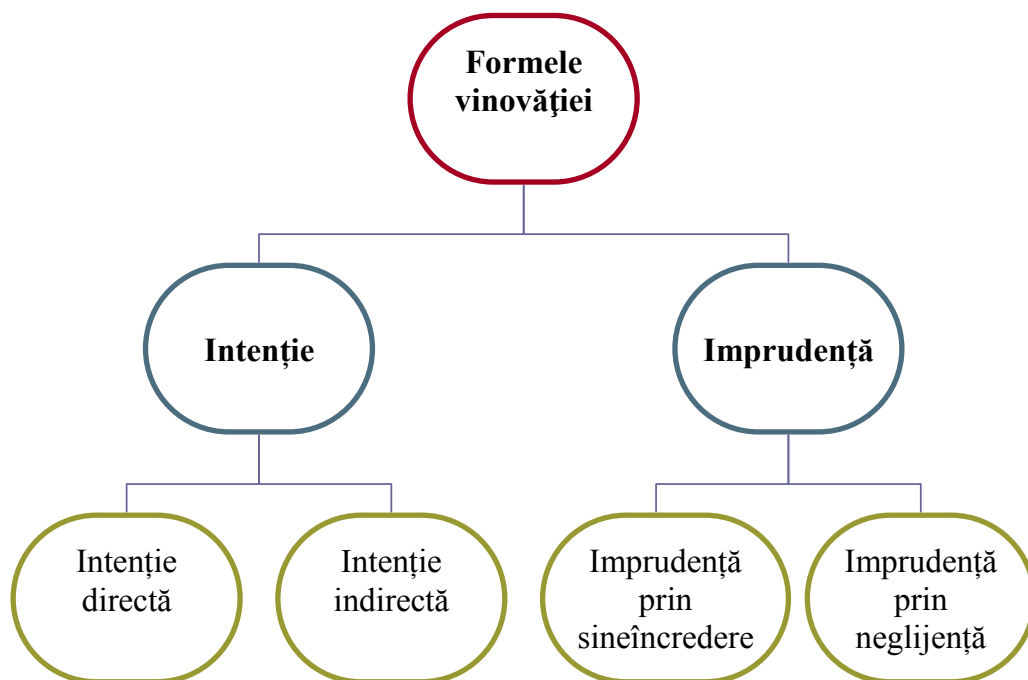 Formele
vinovăţiei
Intenție
Imprudență
Intenție
directă
Intenție
indirectă
Imprudență
prin
sineîncredere
Imprudență
prin
neglijență